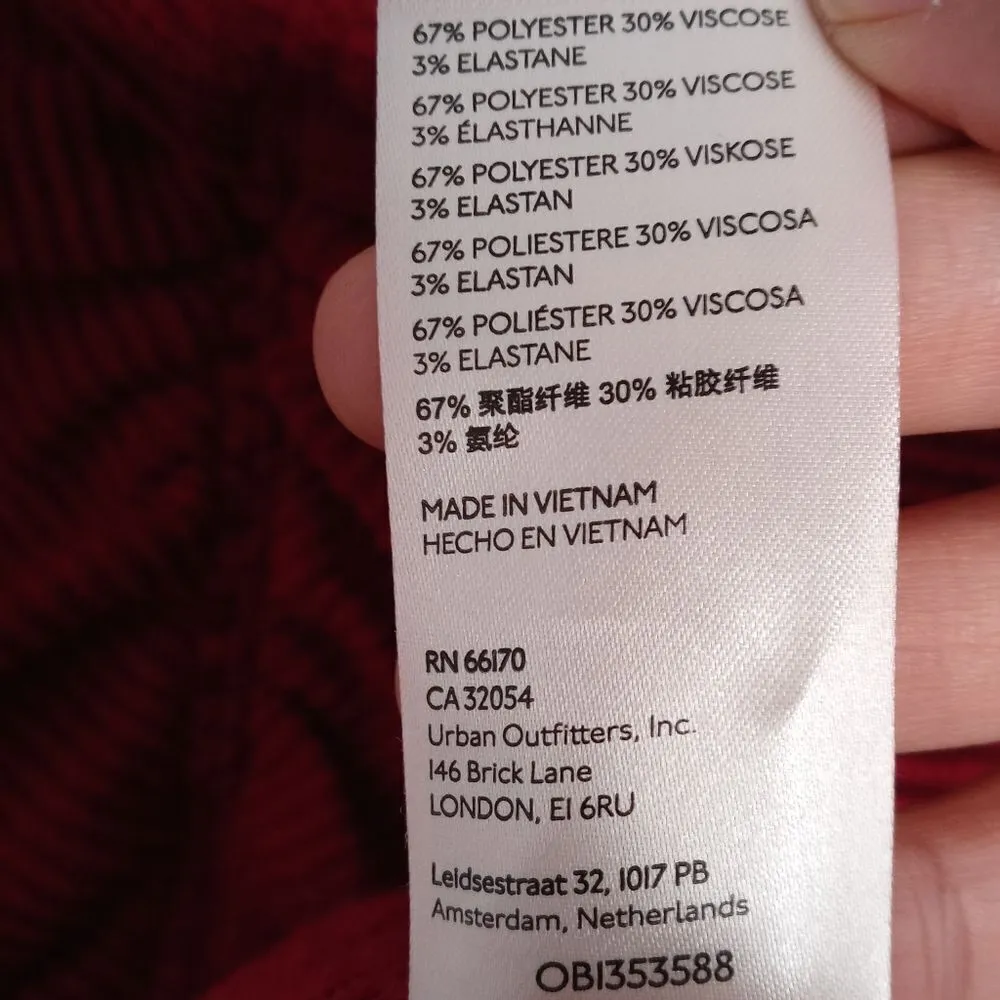 67% POLYESTER 30% VISCOSE
3% ELASTANE
67% POLYESTER 30% VISCOSE
3% ÉLASTHANNE
67% POLYESTER 30% VISKOSE
3% ELASTAN
67% POLIESTERE 30% VISCOSA
3% ELASTAN
67% POLIÉSTER 30% VISCOSA
3% ELASTANE
67% 聚酯纤维 30% 粘胶纤维
3% 氨纶
MADE IN VIETNAM
HECHO EN VIETNAM
RN 66170
CA 32054
Urban Outfitters, Inc.
146 Brick Lane
LONDON, E1 6RU
Leidsestraat 32, 1017 PB
Amsterdam, Netherlands
OB1353588